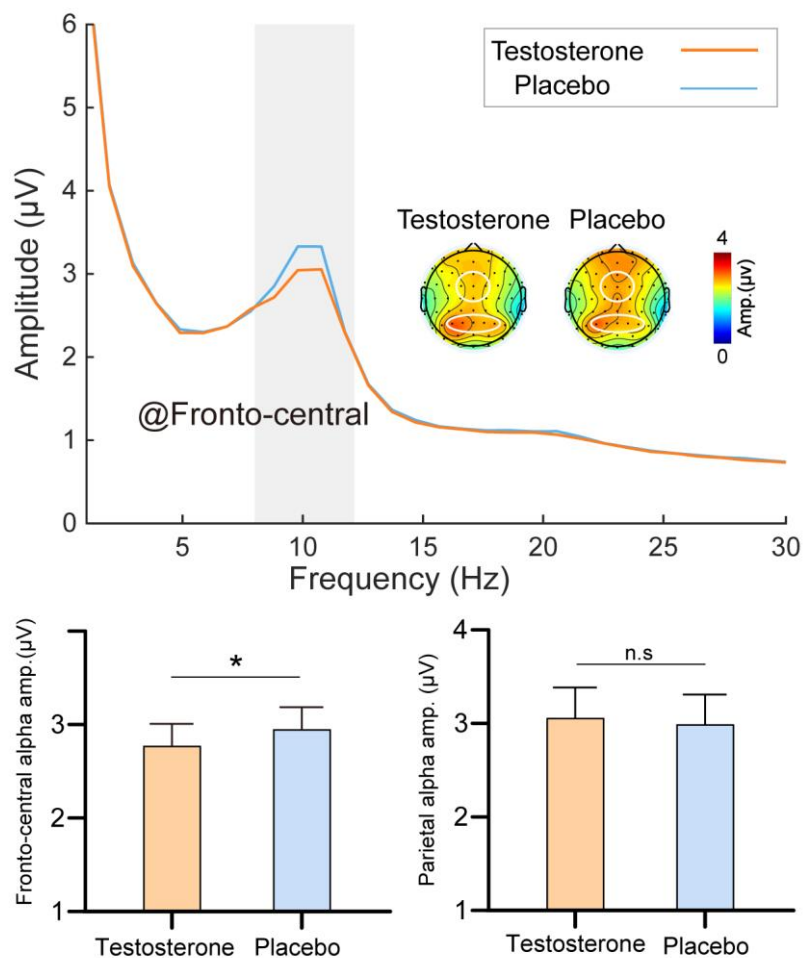 6
Testosterone
Placebo
5
4
Testosterone Placebo
4
3
Amp.(μv)
0
2
@Fronto-central
1
0
Amplitude (μV)
5 10 15 20 25 30
Frequency (Hz)
Fronto-central alpha amp.(μV)
*
3
2
1
Testosterone Placebo
Parietal alpha amp. (μV)
4
n.s
3
2
1
Testosterone Placebo